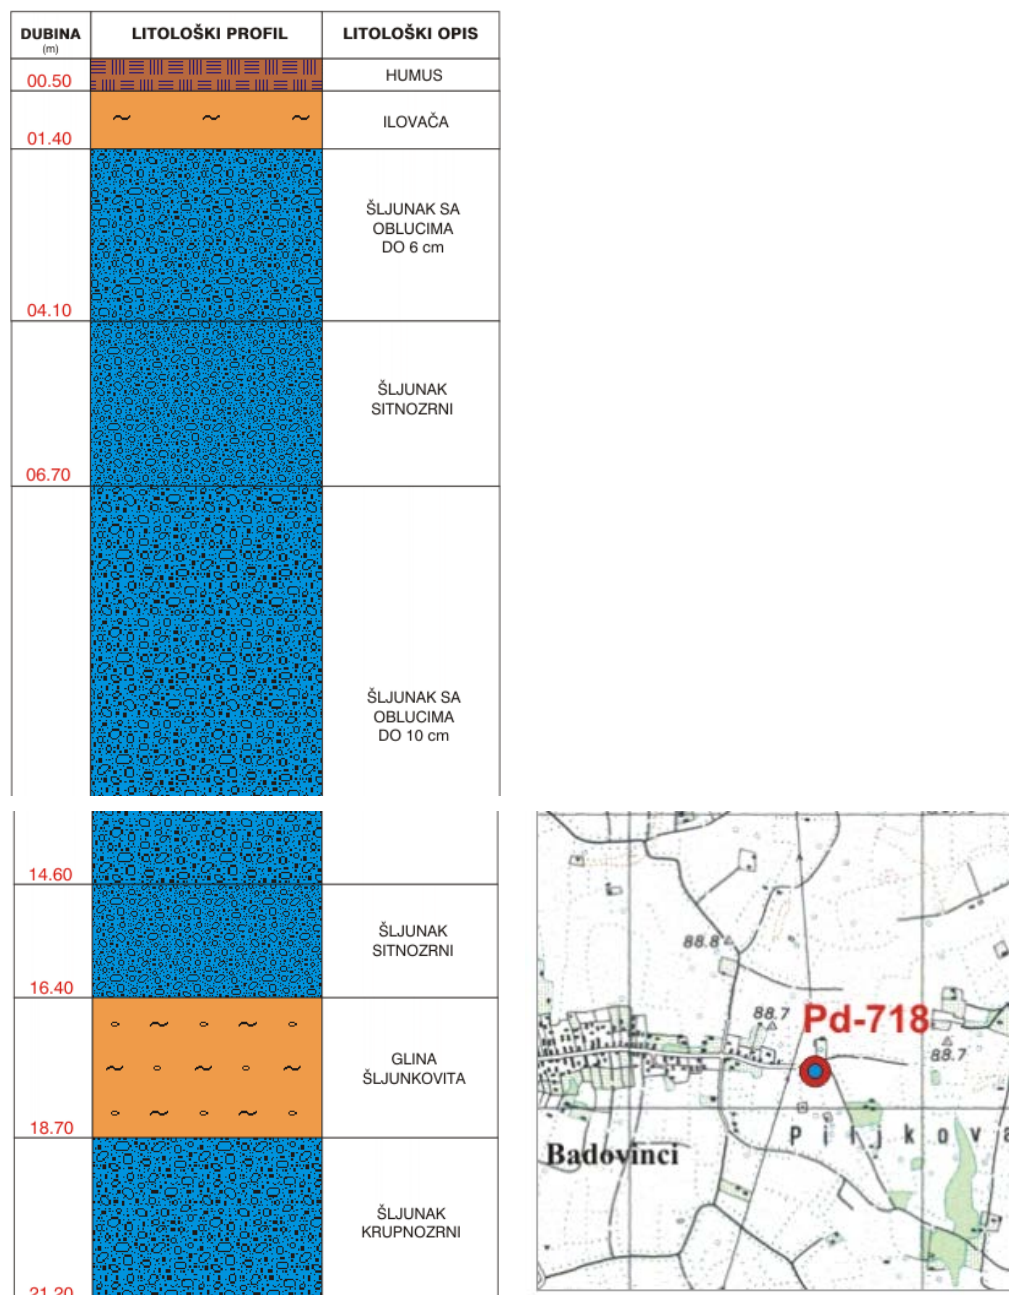 DUBINA
(m)
LITOLOŠKI PROFIL
LITOLOŠKI OPIS
00.50
HUMUS
01.40
ILOVAČA
ŠLJUNAK SA
OBLUCIMA
DO 6 cm
04.10
ŠLJUNAK
SITNOZRNI
06.70
ŠLJUNAK SA
OBLUCIMA
DO 10 cm
14.60
ŠLJUNAK
SITNOZRNI
16.40
GLINA
ŠLJUNKOVITA
18.70
ŠLJUNAK
KRUPNOZRNI
21.20
88.8
88.7
Pd-718
88.7
Badovinci